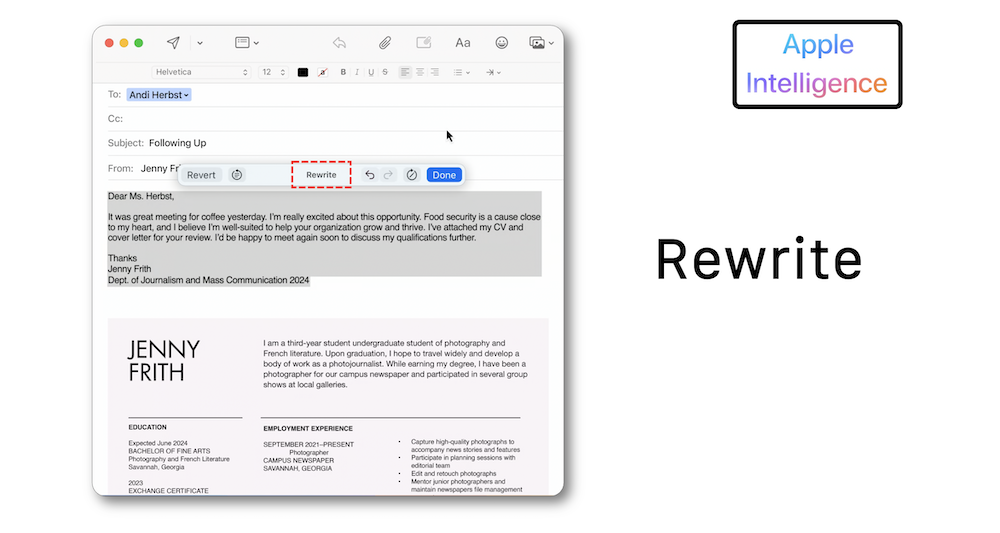 Apple
Intelligence
Aa
Helvetica
12
a
B I U S
To: Andi Herbst
Cc:
Subject: Following Up
From: Jenny
Revert
Rewrite
Done
Dear Ms. Herbst,
It was great meeting for coffee yesterday. I'm really excited about this opportunity. Food security is a cause close
to my heart, and I believe I'm well-suited to help your organization grow and thrive. I've attached my CV and
cover letter for your review. I'd be happy to meet again soon to discuss my qualifications further.
Thanks
Jenny Frith
Dept. of Journalism and Mass Communication 2024
Rewrite
JENNY
FRITH
I am a third-year student undergraduate student of photography and
French literature. Upon graduation, I hope to travel widely and develop a
body of work as a photojournalist. While earning my degree, I have been a
photographer for our campus newspaper and participated in several group
shows at local galleries.
EDUCATION
Expected June 2024
BACHELOR OF FINE ARTS
Photography and French Literature
Savannah, Georgia
2023
EXCHANGE CERTIFICATE
EMPLOYMENT EXPERIENCE
SEPTEMBER 2021–PRESENT
Photographer
CAMPUS NEWSPAPER
SAVANNAH, GEORGIA
• Capture high-quality photographs to
accompany news stories and features
• Participate in planning sessions with
editorial team
• Edit and retouch photographs
• Mentor junior photographers and
maintain newspapers file management